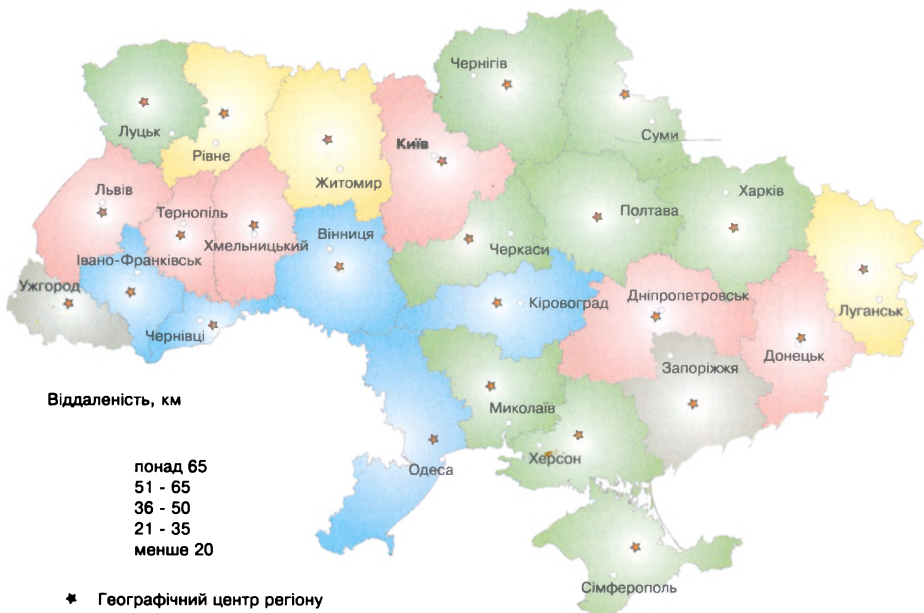 Чернігів
Луцьк
Суми
Рівне
Київ
Житомир
Львів
Харків
Тернопіль
Полтава
Хмельницький
Вінниця
Черкаси
Івано-Франківськ
Ужгород
Кіровоград
Дніпропетровськ
Луганськ
Чернівці
Донецьк
Запоріжжя
Віддаленість, км
Миколаїв
Херсон
Одеса
понад 65
51 - 65
36 - 50
21 - 35
менше 20
Сімферополь
Географічний центр регіону